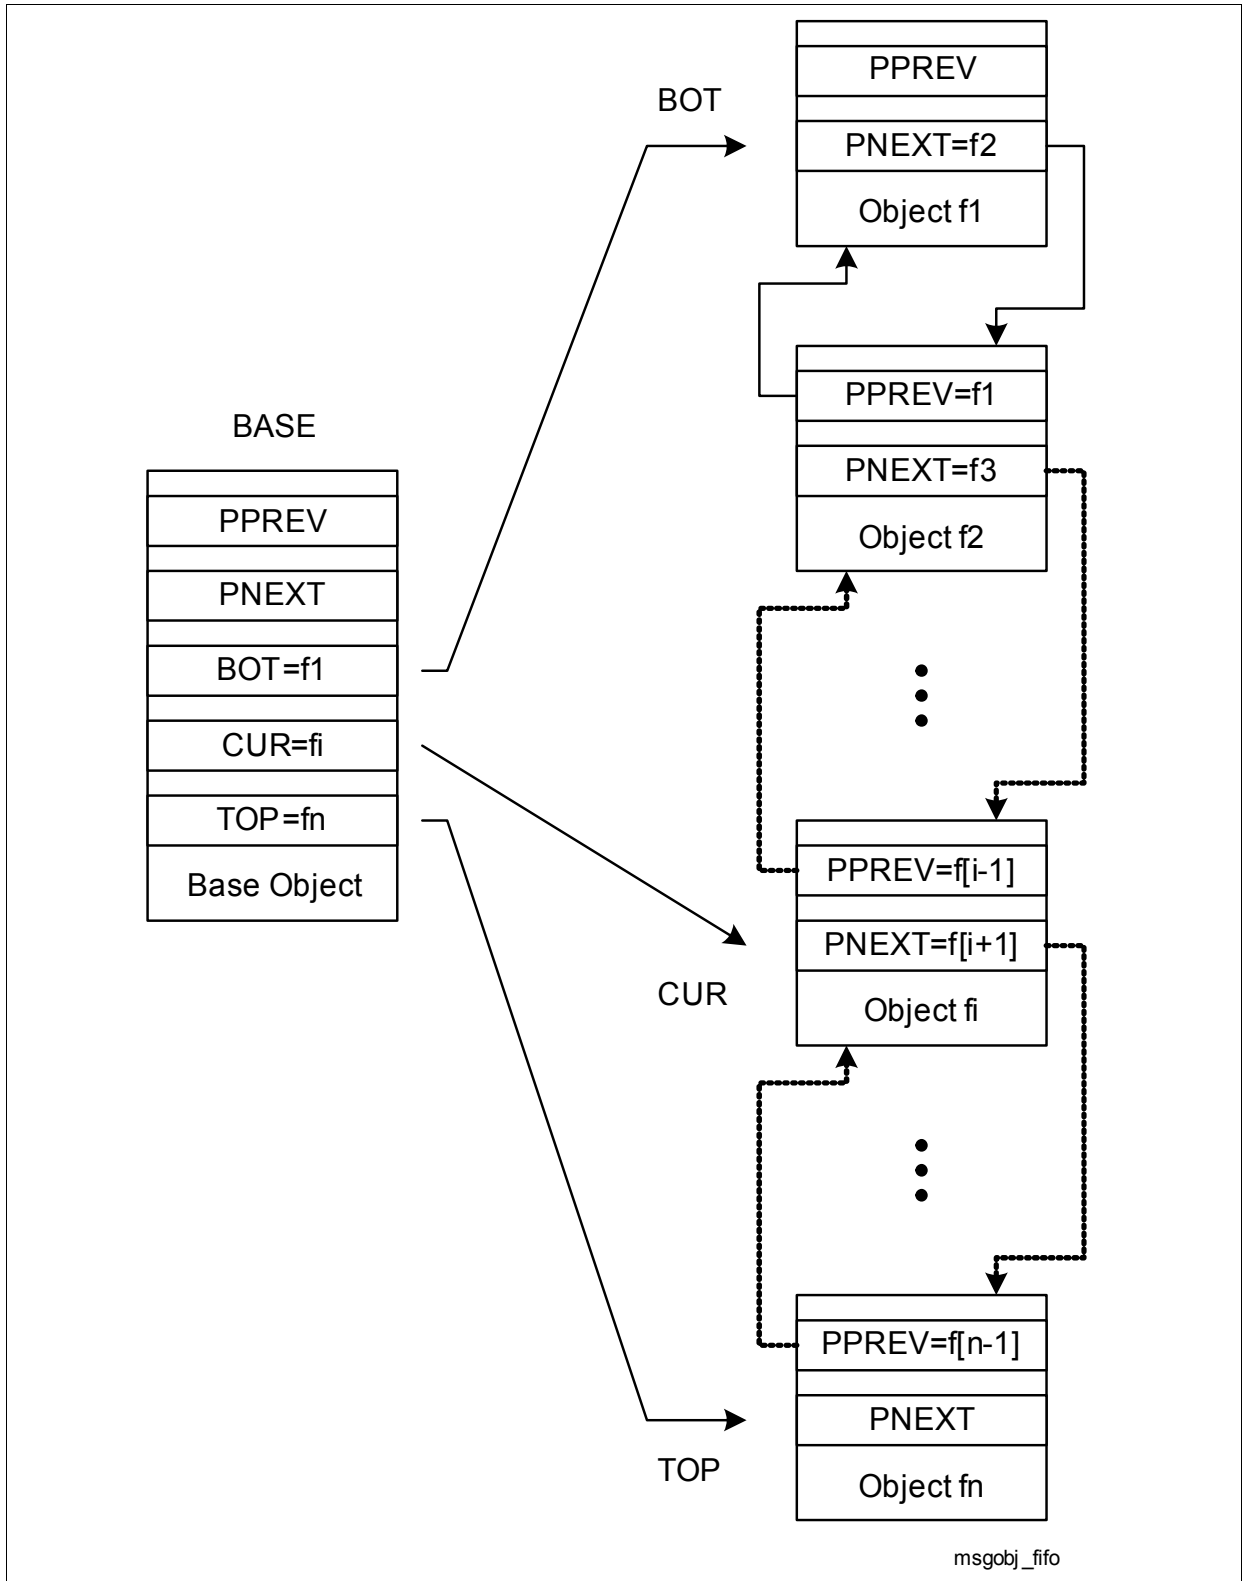 PPREV
BOT
PNEXT=f2
Object f1
PPREV=f1
BASE
PNEXT=f3
PPREV
Object f2
PNEXT
BOT=f1
CUR=fi
TOP=fn
PPREV=f[i-1]
Base Object
PNEXT=f[i+1]
CUR
Object fi
PPREV=f[n-1]
PNEXT
TOP
Object fn
msgobj_fifo